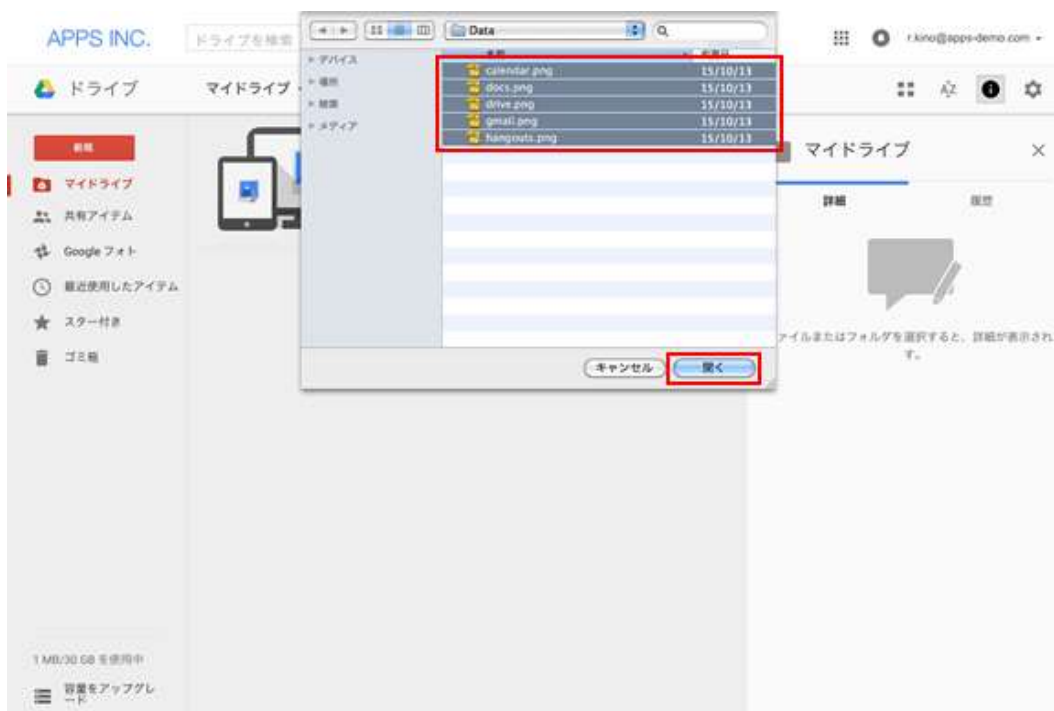 APPS INC.
ドライブを検索
Data
r.kino@apps-demo.com
ドライブ
マイドライブ
デバイス
場所
検索
メディア
名前
変更日
calendar.png 15/10/13
docs.png 15/10/13
drive.png 15/10/13
gmail.png 15/10/13
hangouts.png 15/10/13
キャンセル
開く
新規
マイドライブ
共有アイテム
Google フォト
最近使用したアイテム
スター付き
ゴミ箱
マイドライブ
詳細
履歴
ァイルまたはフォルダを選択すると、詳細が表示され
す。
1 MB/30 GB を使用中
容量をアップグレ
ード